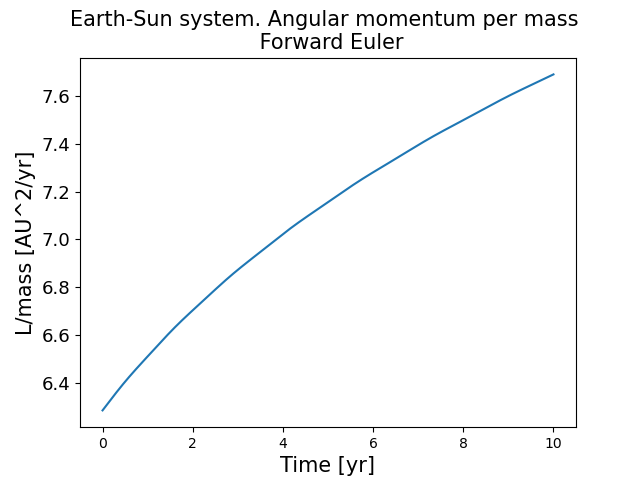 Earth-Sun system. Angular momentum per mass
Forward Euler
7.6
7.4
7.2
7.0
6.8
6.6
6.4
L/mass [AU^2/yr]
0 2 4 6 8 10
Time [yr]